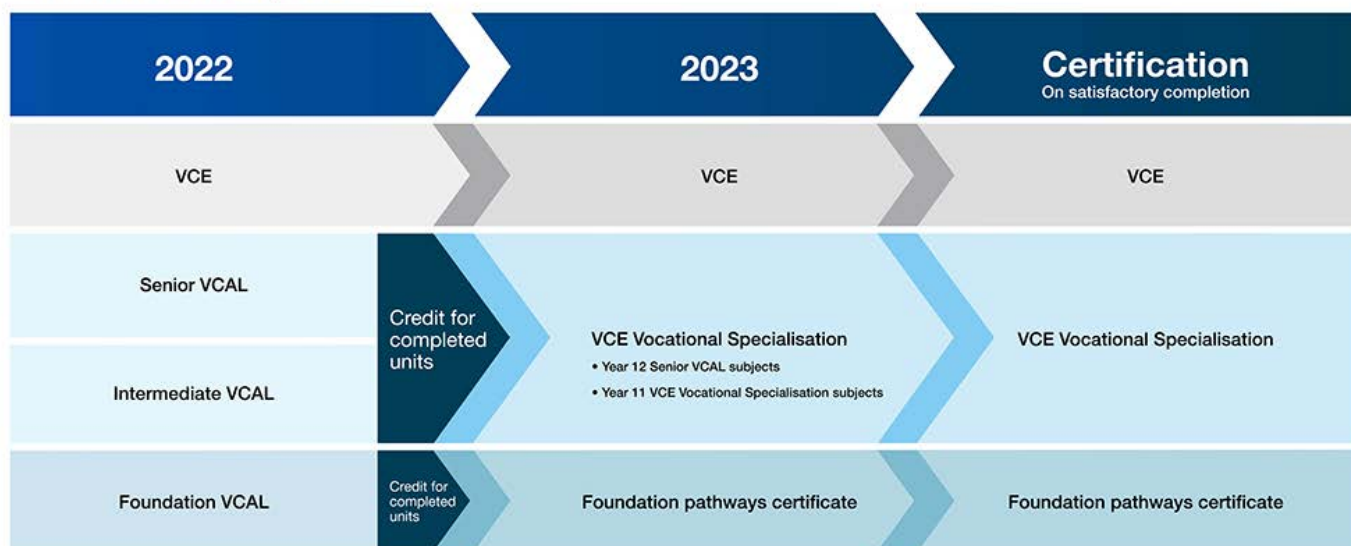 2022
2023
Certification
On satisfactory completion
VCE
VCE
VCE
Senior VCAL
Intermediate VCAL
Credit for
completed
units
VCE Vocational Specialisation
• Year 12 Senior VCAL subjects
• Year 11 VCE Vocational Specialisation subjects
VCE Vocational Specialisation
Foundation VCAL
Credit for
completed
units
Foundation pathways certificate
Foundation pathways certificate